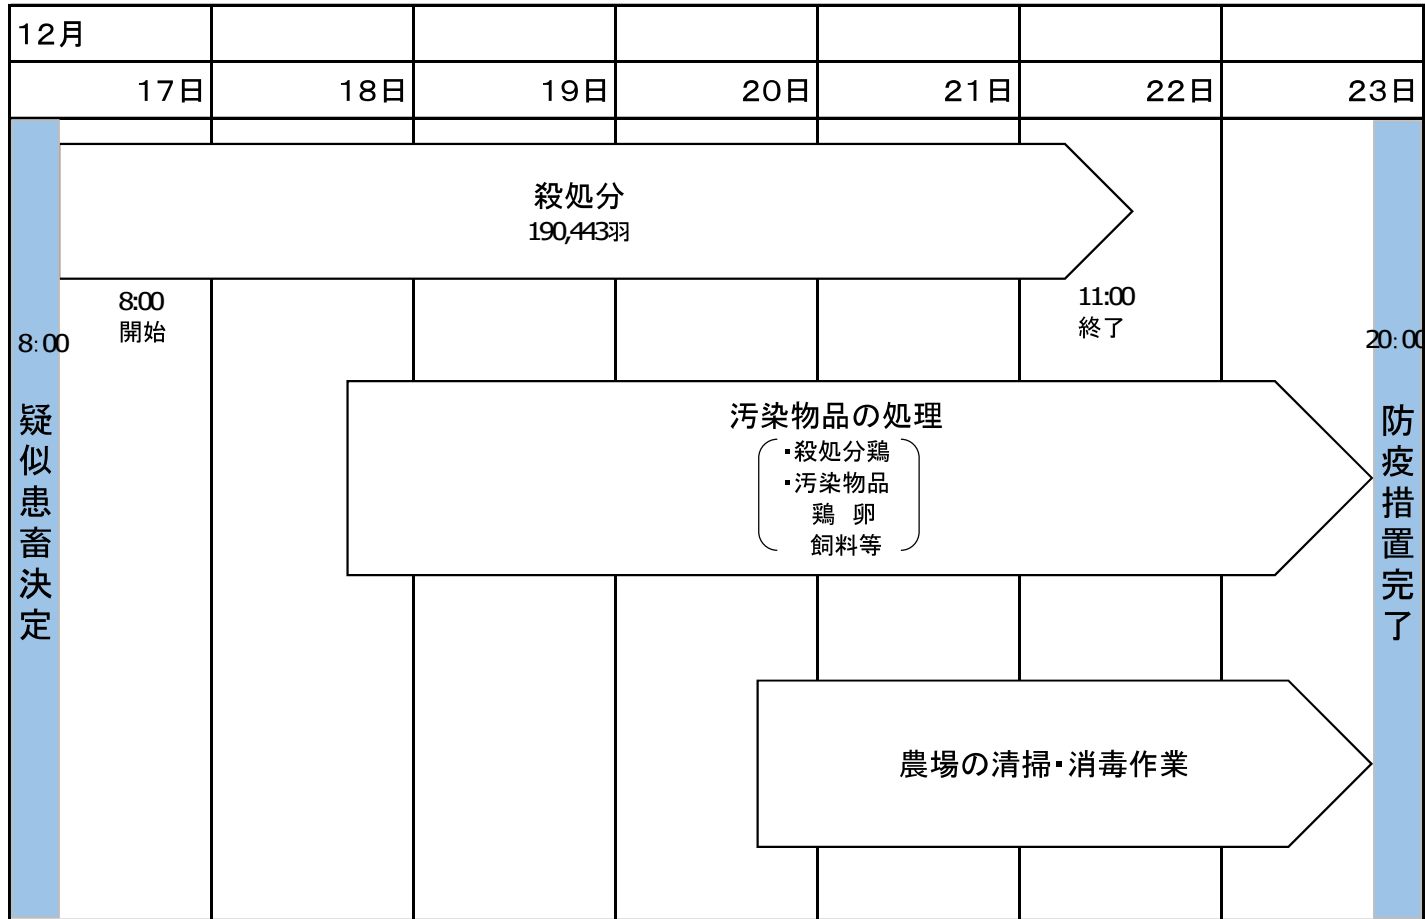 12月
17日 18日 19日 20日 21日 22日 23日
殺処分
190,443羽
8:00
開始
11:00
終了
8:00
疑似患畜決定
20:00
防疫措置完了
汚染物品の処理
・殺処分鶏
・汚染物品
鶏 卵
飼料等
農場の清掃・消毒作業